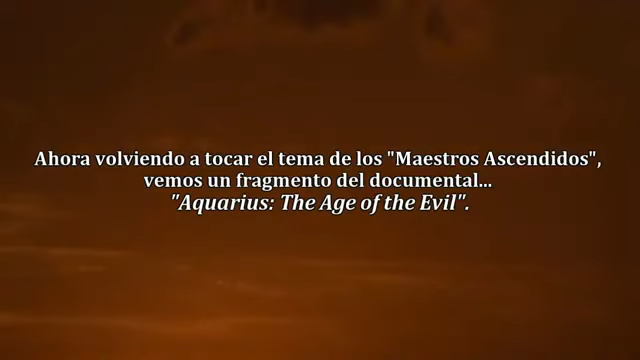 Ahora volviendo a tocar el tema de los "Maestros Ascendidos",
vemos un fragmento del documental...
"Aquarius: The Age of the Evil".